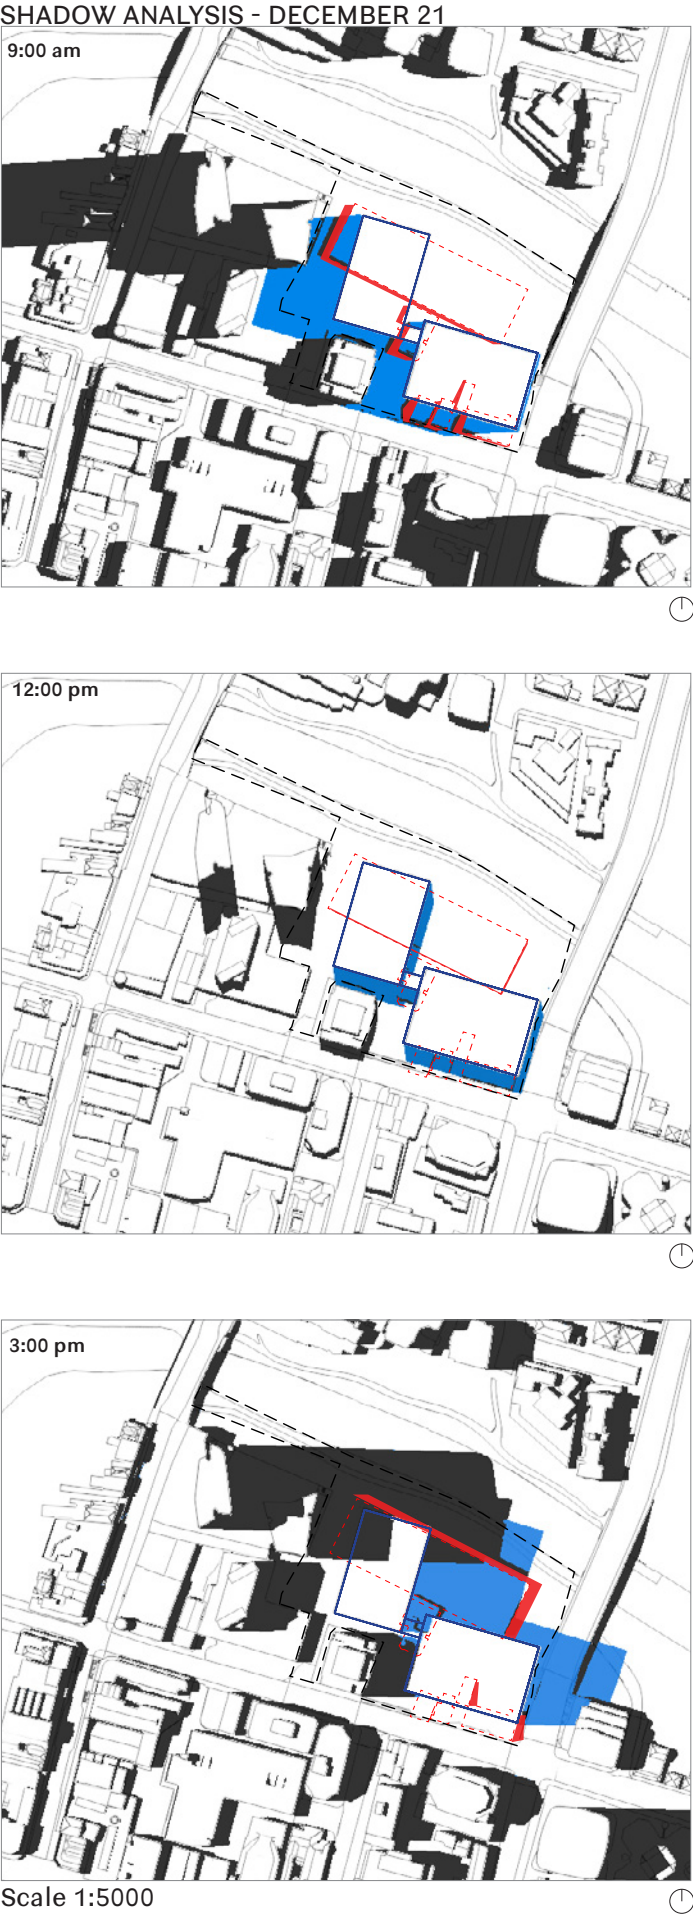 SHADOW ANALYSIS - DECEMBER 21
9:00 am
12:00 pm
3:00 pm
Scale 1:5000